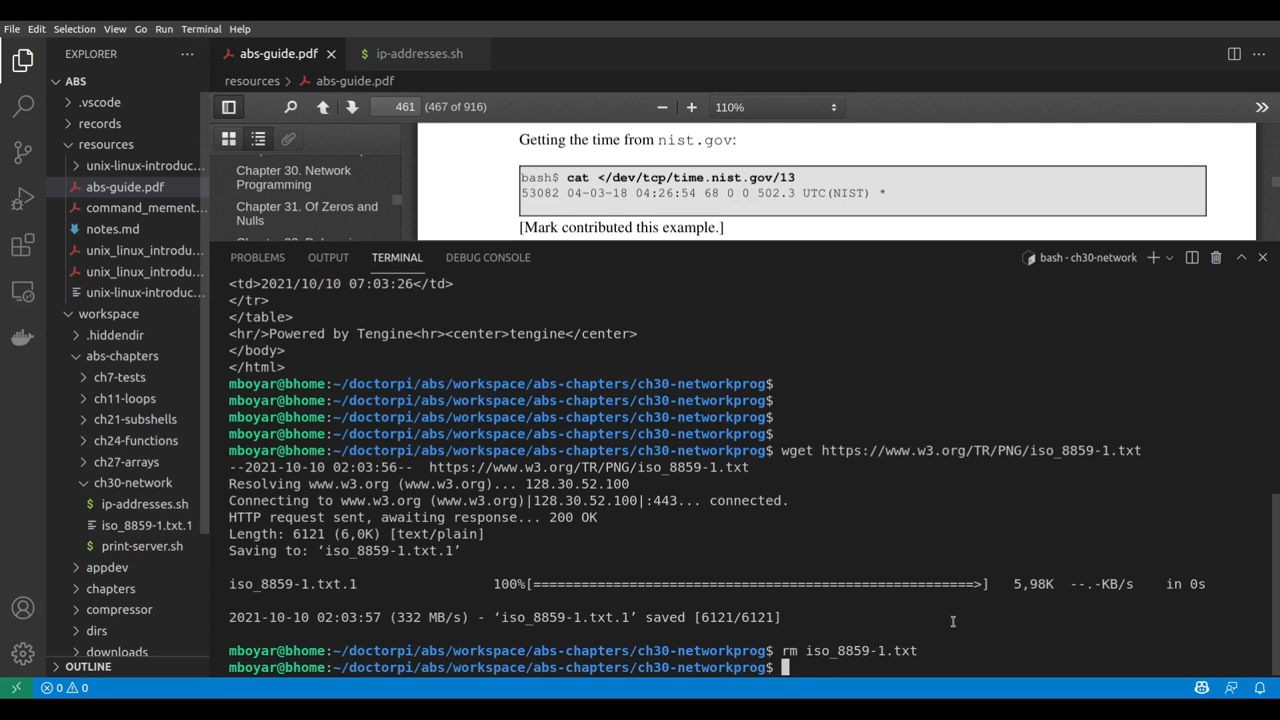 File Edit Selection View Go Run Terminal Help
EXPLORER
abs-guide.pdf
ip-addresses.sh
ABS
resources > abs-guide.pdf
.vscode
records
resources
unix-linux-introduc...
abs-guide.pdf
command_mement...
notes.md
unix_linux_introdu...
unix_linux_introdu...
unix-linux-introduc...
workspace
.hiddendir
abs-chapters
ch7-tests
ch11-loops
ch21-subshells
ch24-functions
ch27-arrays
ch30-network
ip-addresses.sh
iso_8859-1.txt.1
print-server.sh
appdev
chapters
compressor
dirs
downloads
OUTLINE
461 (467 of 916)
110%
Chapter 30. Network
Programming
Chapter 31. Of Zeros and
Nulls
Getting the time from nist.gov:
bash$ cat </dev/tcp/time.nist.gov/13
53082 04-03-18 04:26:54 68 0 0 502.3 UTC(NIST) *
[Mark contributed this example.]
PROBLEMS OUTPUT TERMINAL DEBUG CONSOLE
bash - ch30-network
<td>2021/10/10 07:03:26</td>
</tr>
</table>
<hr/>Powered by Tengine<hr><center>tengine</center>
</body>
</html>
mboyar@bhome:~/doctorpi/abs/workspace/abs-chapters/ch30-networkprog$
mboyar@bhome:~/doctorpi/abs/workspace/abs-chapters/ch30-networkprog$
mboyar@bhome:~/doctorpi/abs/workspace/abs-chapters/ch30-networkprog$
mboyar@bhome:~/doctorpi/abs/workspace/abs-chapters/ch30-networkprog$
mboyar@bhome:~/doctorpi/abs/workspace/abs-chapters/ch30-networkprog$ wget https://www.w3.org/TR/PNG/iso_8859-1.txt
--2021-10-10 02:03:56-- https://www.w3.org/TR/PNG/iso_8859-1.txt
Resolving www.w3.org (www.w3.org)... 128.30.52.100
Connecting to www.w3.org (www.w3.org)|128.30.52.100|:443... connected.
HTTP request sent, awaiting response... 200 OK
Length: 6121 (6,0K) [text/plain]
Saving to: ‘iso_8859-1.txt.1’
iso_8859-1.txt.1 100%[===================================================>] 5,98K --.-KB/s in 0s
2021-10-10 02:03:57 (332 MB/s) - ‘iso_8859-1.txt.1’ saved [6121/6121]
mboyar@bhome:~/doctorpi/abs/workspace/abs-chapters/ch30-networkprog$ rm iso_8859-1.txt
mboyar@bhome:~/doctorpi/abs/workspace/abs-chapters/ch30-networkprog$
0 0